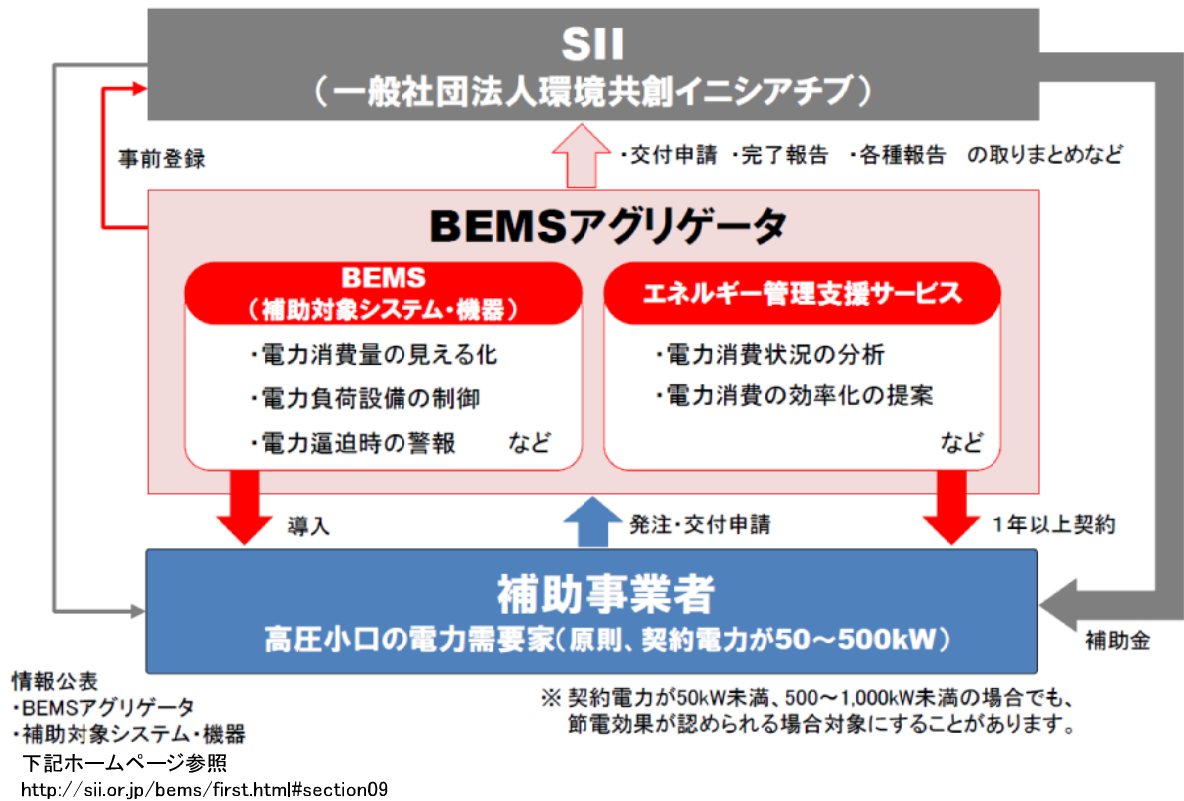 SII
（一般社団法人環境共創イニシアチブ）
事前登録
・交付申請 ・完了報告 ・各種報告 の取りまとめなど
BEMSアグリゲータ
BEMS
（補助対象システム・機器）
・電力消費量の見える化
・電力負荷設備の制御
・電力逼迫時の警報 など
エネルギー管理支援サービス
・電力消費状況の分析
・電力消費の効率化の提案
など
導入
発注・交付申請
1年以上契約
補助事業者
高圧小口の電力需要家（原則、契約電力が50～500kW）
補助金
情報公表
・BEMSアグリゲータ
・補助対象システム・機器
下記ホームページ参照
http://sii.or.jp/bems/first.html#section09
※ 契約電力が50kW未満、500～1,000kW未満の場合でも、
節電効果が認められる場合対象にすることがあります。